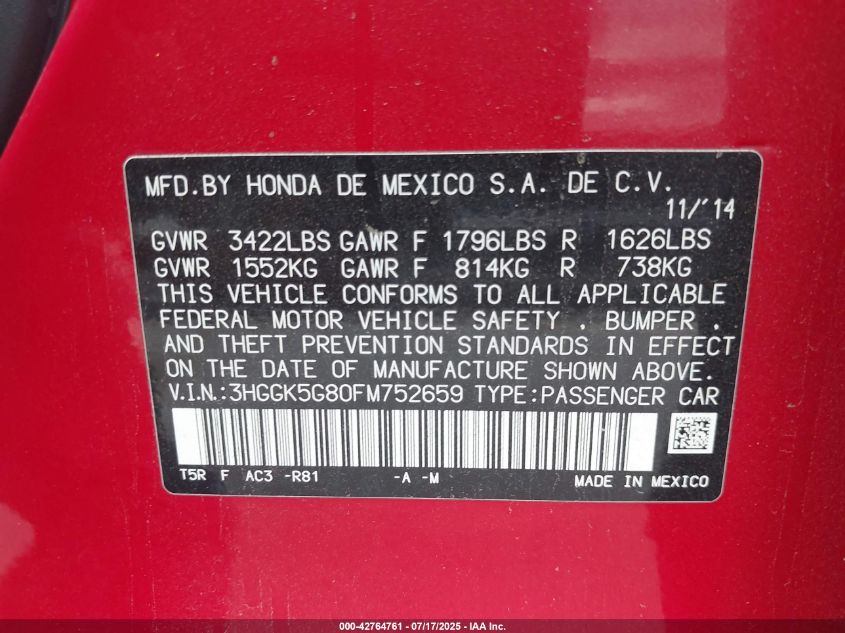 MFD.BY HONDA DE MEXICO S.A. DE C.V.
11/'14
GVWR 3422LBS GAWR F 1796LBS R 1626LBS
GVWR 1552KG GAWR F 814KG R 738KG
THIS VEHICLE CONFORMS TO ALL APPLICABLE
FEDERAL MOTOR VEHICLE SAFETY , BUMPER ,
AND THEFT PREVENTION STANDARDS IN EFFECT
ON THE DATE OF MANUFACTURE SHOWN ABOVE.
V.I.N.:3HGGK5G80FM752659 TYPE:PASSENGER CAR
T5R F AC3 -R81 -A -M MADE IN MEXICO
000-42764761 / 07/17/2025 - IAA Inc.